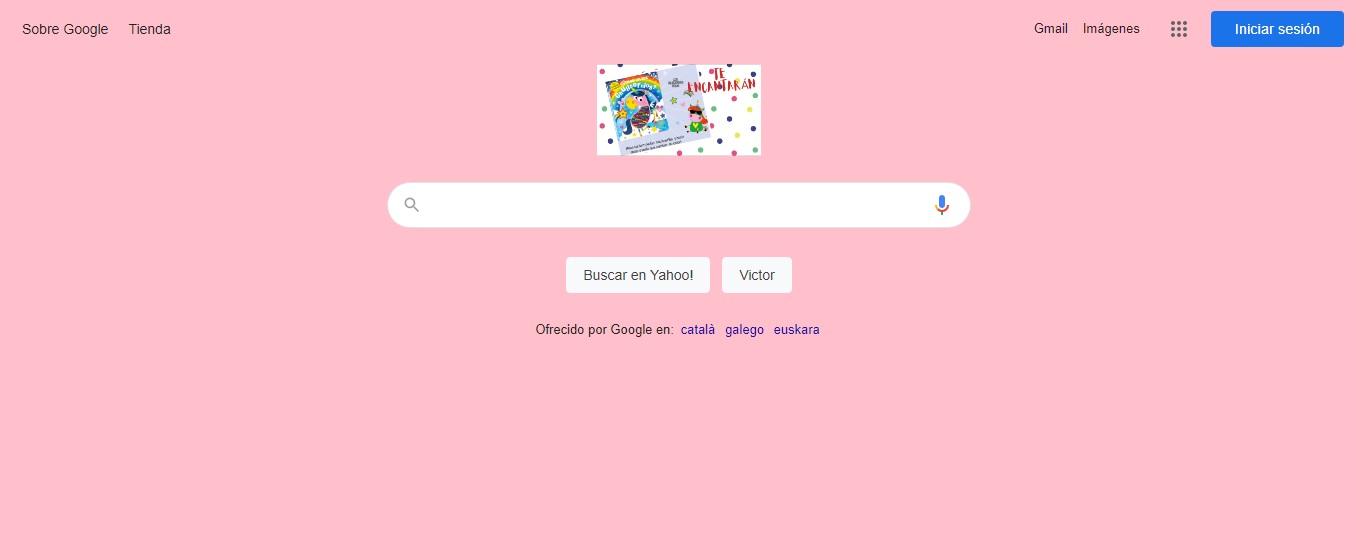 Sobre Google Tienda
Gmail Imágenes Iniciar sesión
TE
ENCANTARÁN
Buscar en Yahoo! Victor
Ofrecido por Google en: català galego euskara